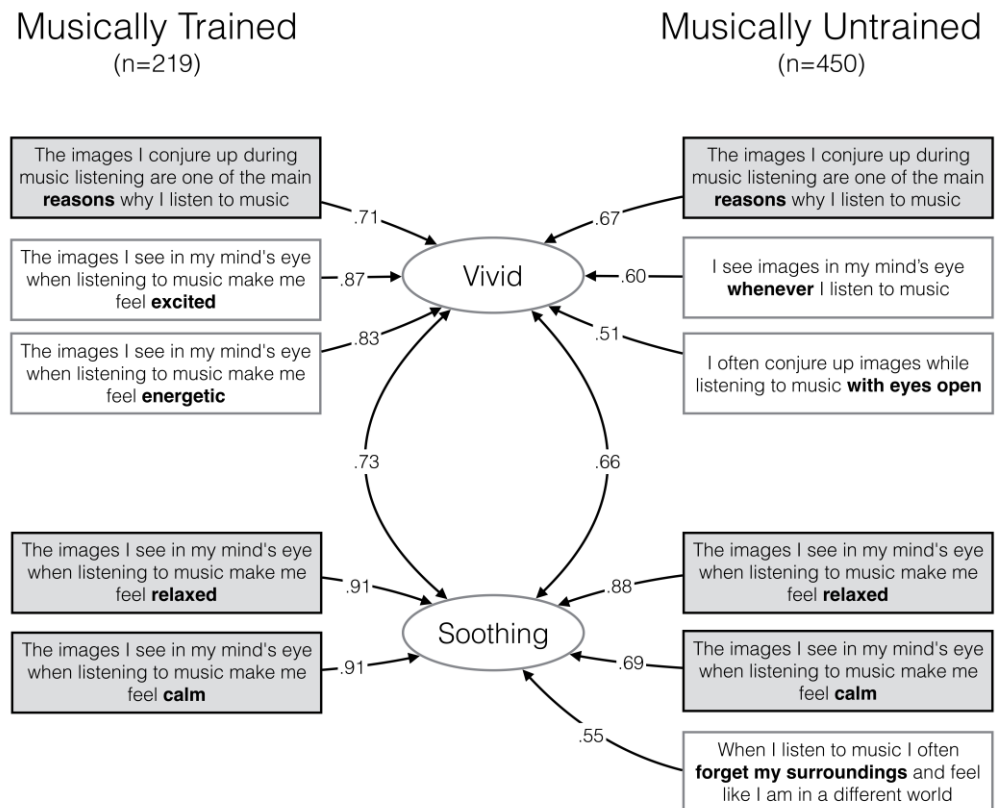 Musically Trained
(n=219)
Musically Untrained
(n=450)
The images I conjure up during
music listening are one of the main
reasons why I listen to music
The images I see in my mind's eye
when listening to music make me
feel excited
The images I see in my mind's eye
when listening to music make me
feel energetic
.71
.87
.83
Vivid
.67
.60
.51
The images I conjure up during
music listening are one of the main
reasons why I listen to music
I see images in my mind's eye
whenever I listen to music
I often conjure up images while
listening to music with eyes open
.73
.66
The images I see in my mind's eye
when listening to music make me
feel relaxed
The images I see in my mind's eye
when listening to music make me
feel calm
.91
.91
Soothing
.88
.69
.55
The images I see in my mind's eye
when listening to music make me
feel relaxed
The images I see in my mind's eye
when listening to music make me
feel calm
When I listen to music I often
forget my surroundings and feel
like I am in a different world